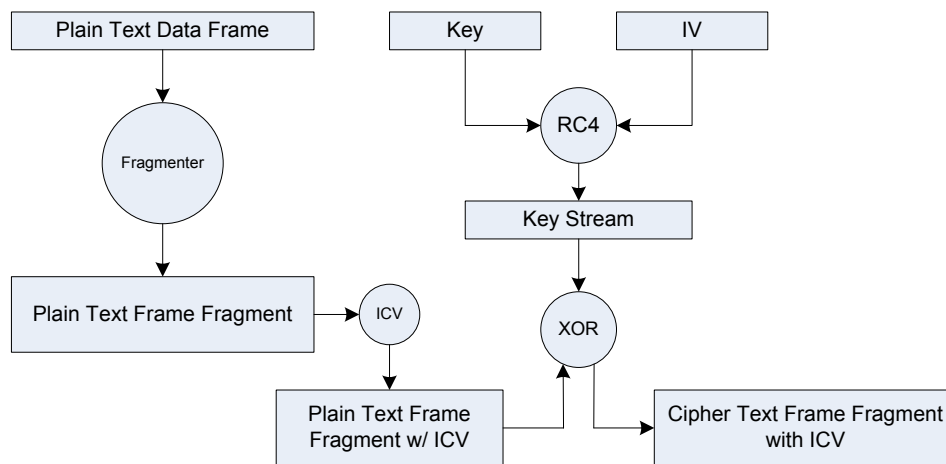 Plain Text Data Frame
Key
IV
Fragmenter
RC4
Key Stream
Plain Text Frame Fragment
ICV
XOR
Plain Text Frame
Fragment w/ ICV
Cipher Text Frame Fragment
with ICV